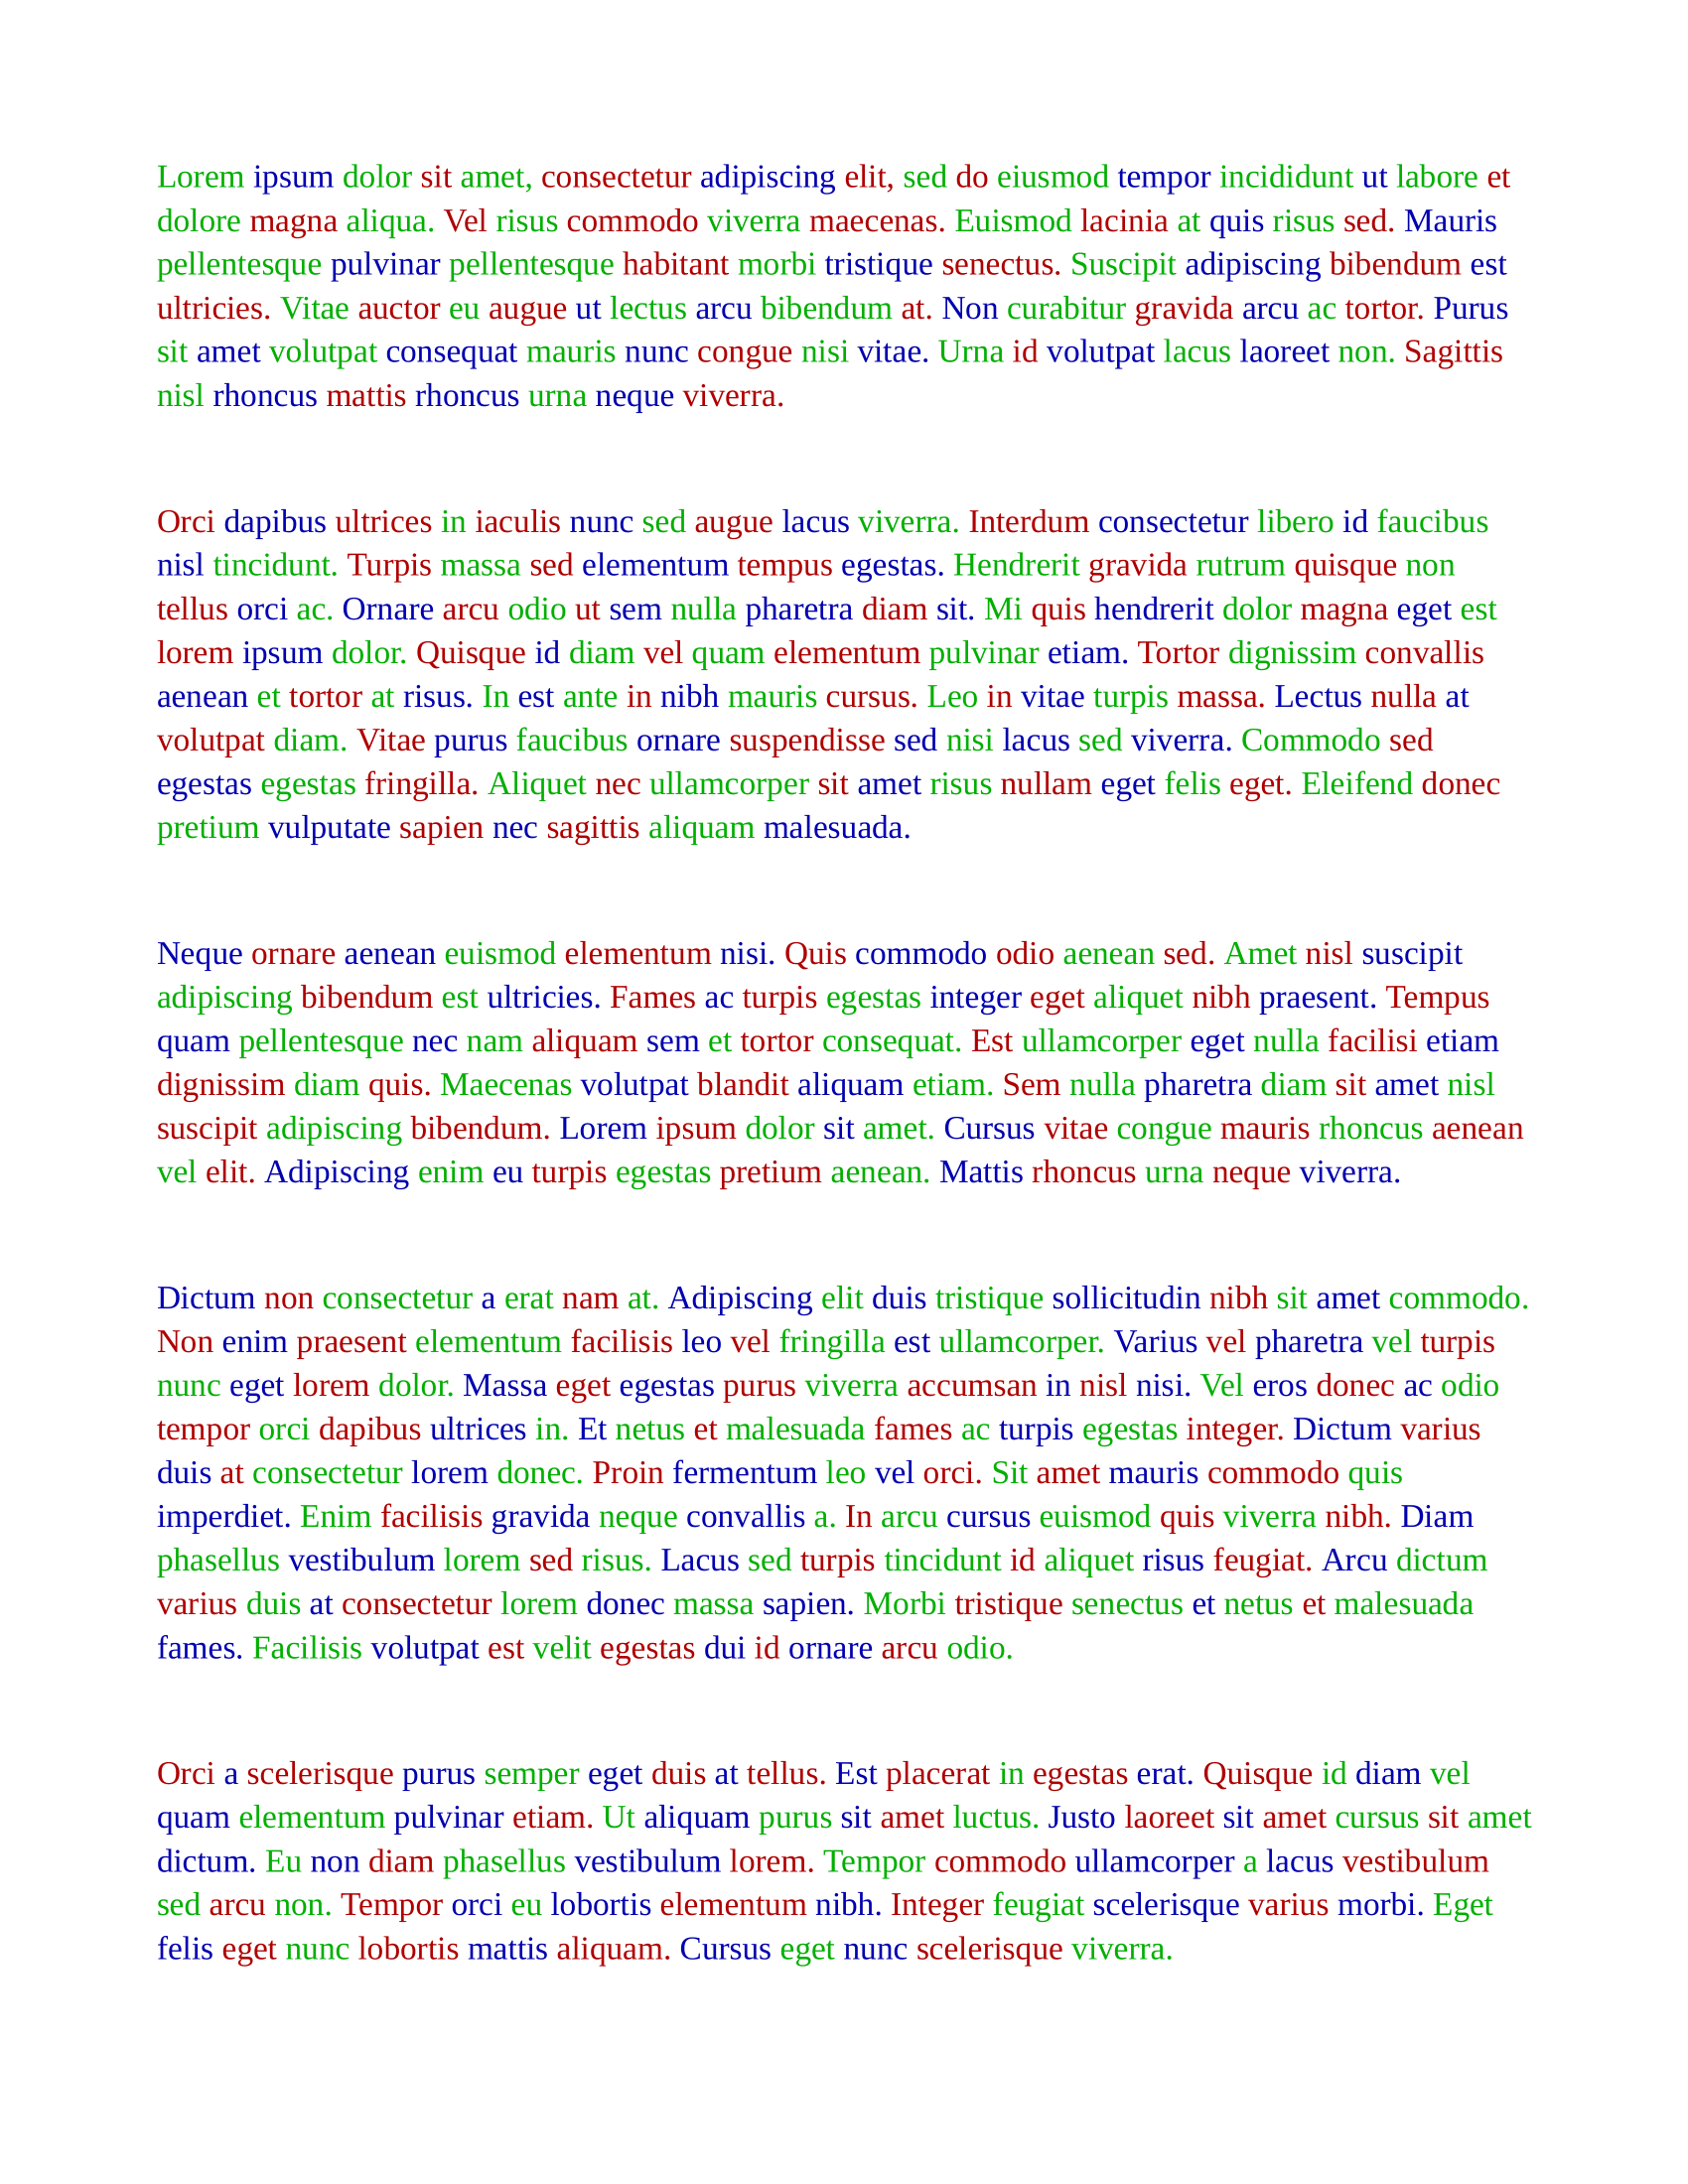 Lorem ipsum dolor sit amet, consectetur adipiscing elit, sed do eiusmod tempor incididunt ut labore et
dolore magna aliqua. Vel risus commodo viverra maecenas. Euismod lacinia at quis risus sed. Mauris
pellentesque pulvinar pellentesque habitant morbi tristique senectus. Suscipit adipiscing bibendum est
ultricies. Vitae auctor eu augue ut lectus arcu bibendum at. Non curabitur gravida arcu ac tortor. Purus
sit amet volutpat consequat mauris nunc congue nisi vitae. Urna id volutpat lacus laoreet non. Sagittis
nisl rhoncus mattis rhoncus urna neque viverra.
Orci dapibus ultrices in iaculis nunc sed augue lacus viverra. Interdum consectetur libero id faucibus
nisl tincidunt. Turpis massa sed elementum tempus egestas. Hendrerit gravida rutrum quisque non
tellus orci ac. Ornare arcu odio ut sem nulla pharetra diam sit. Mi quis hendrerit dolor magna eget est
lorem ipsum dolor. Quisque id diam vel quam elementum pulvinar etiam. Tortor dignissim convallis
aenean et tortor at risus. In est ante in nibh mauris cursus. Leo in vitae turpis massa. Lectus nulla at
volutpat diam. Vitae purus faucibus ornare suspendisse sed nisi lacus sed viverra. Commodo sed
egestas egestas fringilla. Aliquet nec ullamcorper sit amet risus nullam eget felis eget. Eleifend donec
pretium vulputate sapien nec sagittis aliquam malesuada.
Neque ornare aenean euismod elementum nisi. Quis commodo odio aenean sed. Amet nisl suscipit
adipiscing bibendum est ultricies. Fames ac turpis egestas integer eget aliquet nibh praesent. Tempus
quam pellentesque nec nam aliquam sem et tortor consequat. Est ullamcorper eget nulla facilisi etiam
dignissim diam quis. Maecenas volutpat blandit aliquam etiam. Sem nulla pharetra diam sit amet nisl
suscipit adipiscing bibendum. Lorem ipsum dolor sit amet. Cursus vitae congue mauris rhoncus aenean
vel elit. Adipiscing enim eu turpis egestas pretium aenean. Mattis rhoncus urna neque viverra.
Dictum non consectetur a erat nam at. Adipiscing elit duis tristique sollicitudin nibh sit amet commodo.
Non enim praesent elementum facilisis leo vel fringilla est ullamcorper. Varius vel pharetra vel turpis
nunc eget lorem dolor. Massa eget egestas purus viverra accumsan in nisl nisi. Vel eros donec ac odio
tempor orci dapibus ultrices in. Et netus et malesuada fames ac turpis egestas integer. Dictum varius
duis at consectetur lorem donec. Proin fermentum leo vel orci. Sit amet mauris commodo quis
imperdiet. Enim facilisis gravida neque convallis a. In arcu cursus euismod quis viverra nibh. Diam
phasellus vestibulum lorem sed risus. Lacus sed turpis tincidunt id aliquet risus feugiat. Arcu dictum
varius duis at consectetur lorem donec massa sapien. Morbi tristique senectus et netus et malesuada
fames. Facilisis volutpat est velit egestas dui id ornare arcu odio.
Orci a scelerisque purus semper eget duis at tellus. Est placerat in egestas erat. Quisque id diam vel
quam elementum pulvinar etiam. Ut aliquam purus sit amet luctus. Justo laoreet sit amet cursus sit amet
dictum. Eu non diam phasellus vestibulum lorem. Tempor commodo ullamcorper a lacus vestibulum
sed arcu non. Tempor orci eu lobortis elementum nibh. Integer feugiat scelerisque varius morbi. Eget
felis eget nunc lobortis mattis aliquam. Cursus eget nunc scelerisque viverra.